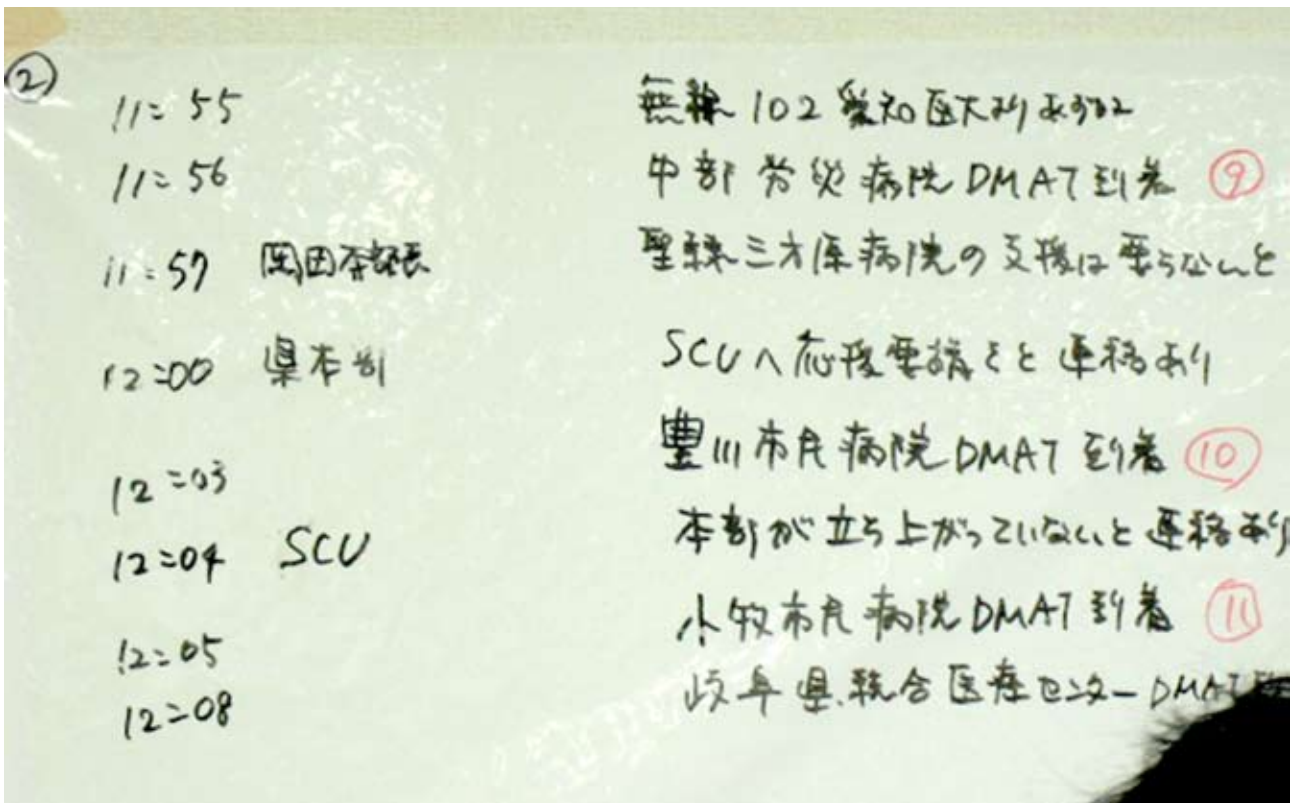 ②
11:55 無線 102 愛知医大より
11:56 中部労災病院 DMAT 到着 ⑨
11:57 岡田本部長 聖隷三方原病院の支援は要らないと
12:00 県本部 SCUへ応援要請をと連絡あり
12:03 豊川市民病院 DMAT 到着 ⑩
12:04 SCU 本部が立ち上がっていないと連絡あり
12:05 小牧市民病院 DMAT 到着 ⑪
12:08 岐阜県総合医療センター DMAT